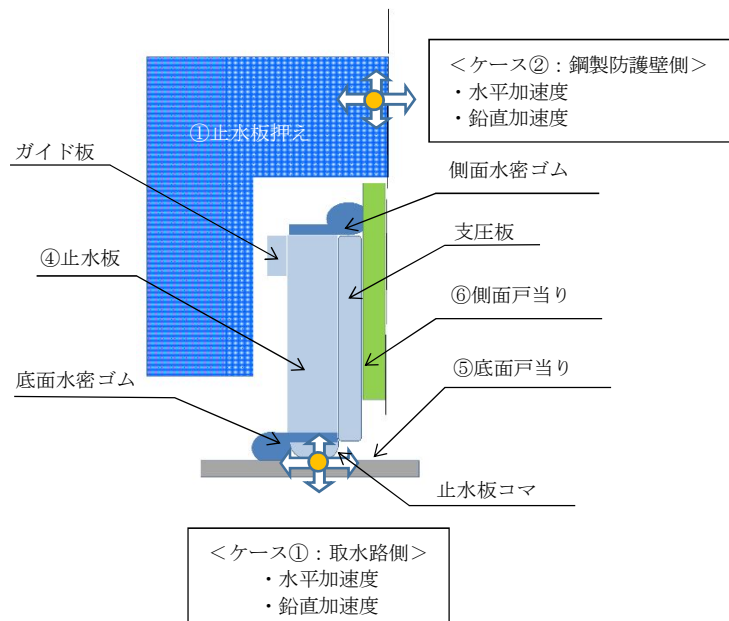 ＜ケース②：鋼製防護壁側＞
・水平加速度
・鉛直加速度
①止水板押え
ガイド板
側面水密ゴム
支圧板
④止水板
⑥側面戸当り
底面水密ゴム
⑤底面戸当り
止水板コマ
＜ケース①：取水路側＞
・水平加速度
・鉛直加速度